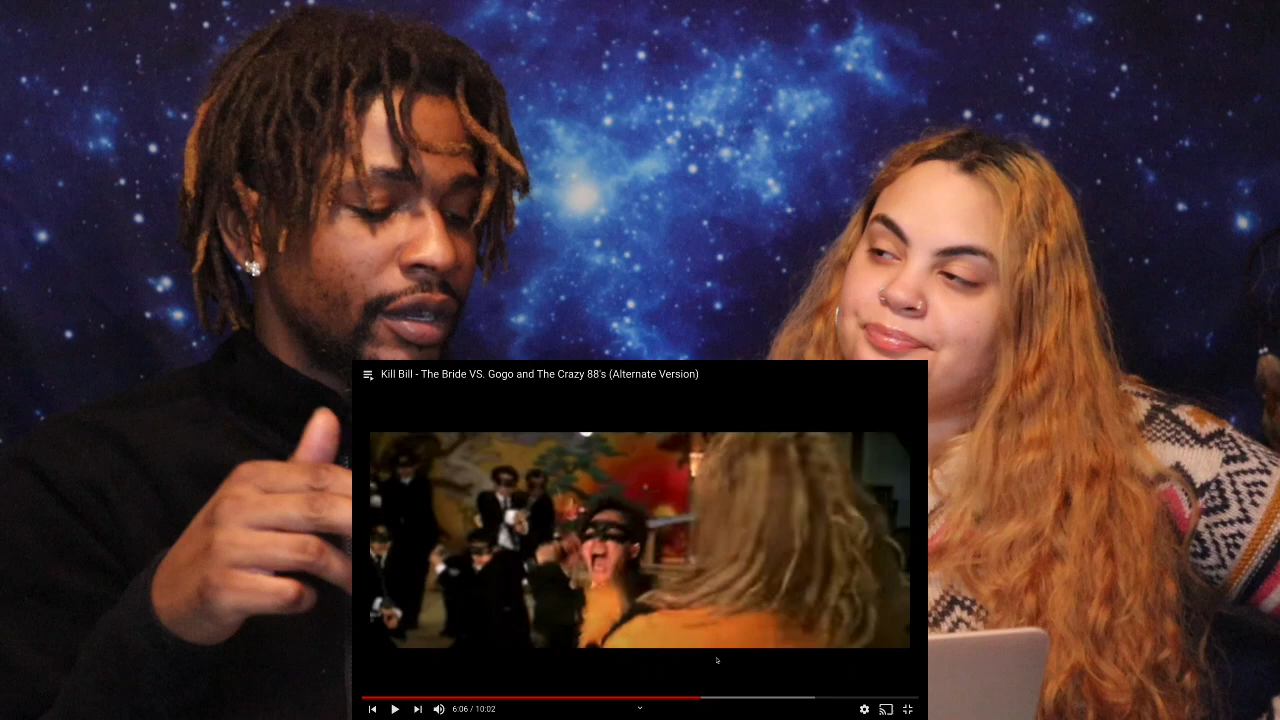 Kill Bill - The Bride VS. Gogo and The Crazy 88's (Alternate Version)
6:06 / 10:02